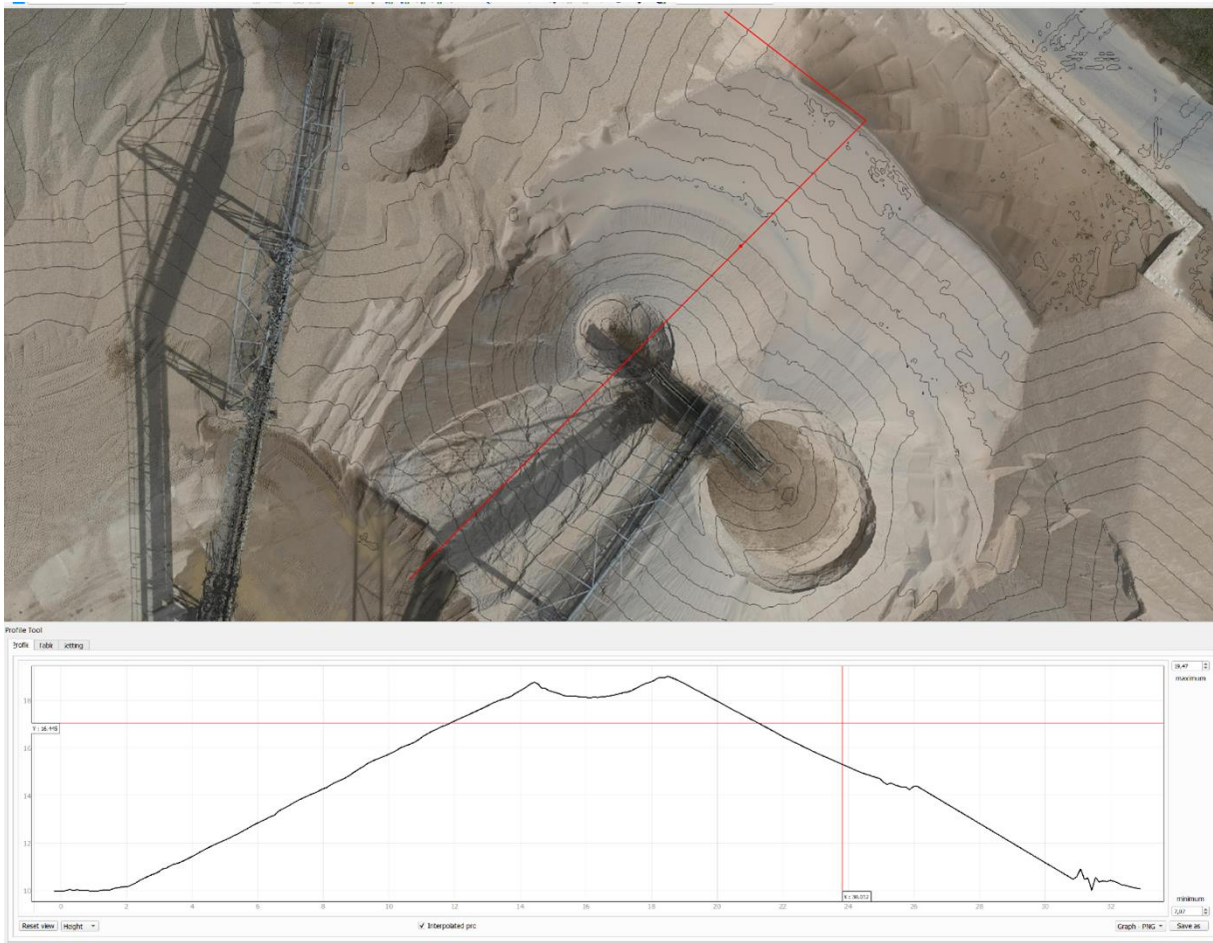 Profile Tool
Profile Table Setting
19,47
maximum
18
16
14
12
10
0 2 4 6 8 10 12 14 16 18 20 22 24 26 28 30 32
minimum
7,97
Reset view Height Interpolated pro Graph - PNG Save as